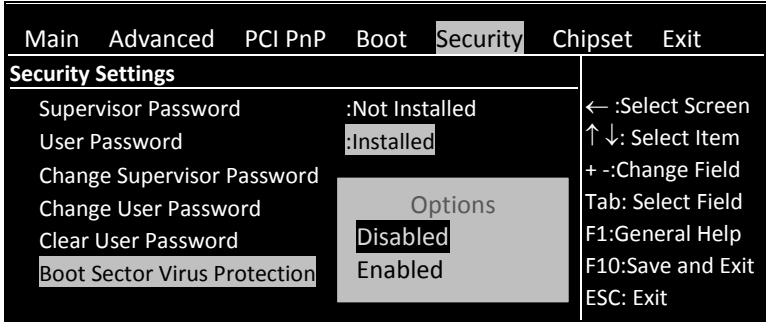 Main Advanced PCI PnP Boot Security Chipset Exit
Security Settings
Supervisor Password :Not Installed
User Password :Installed
Change Supervisor Password
Change User Password
Clear User Password
Boot Sector Virus Protection
Options
Disabled
Enabled
← :Select Screen
↑↓: Select Item
+ -:Change Field
Tab: Select Field
F1:General Help
F10:Save and Exit
ESC: Exit